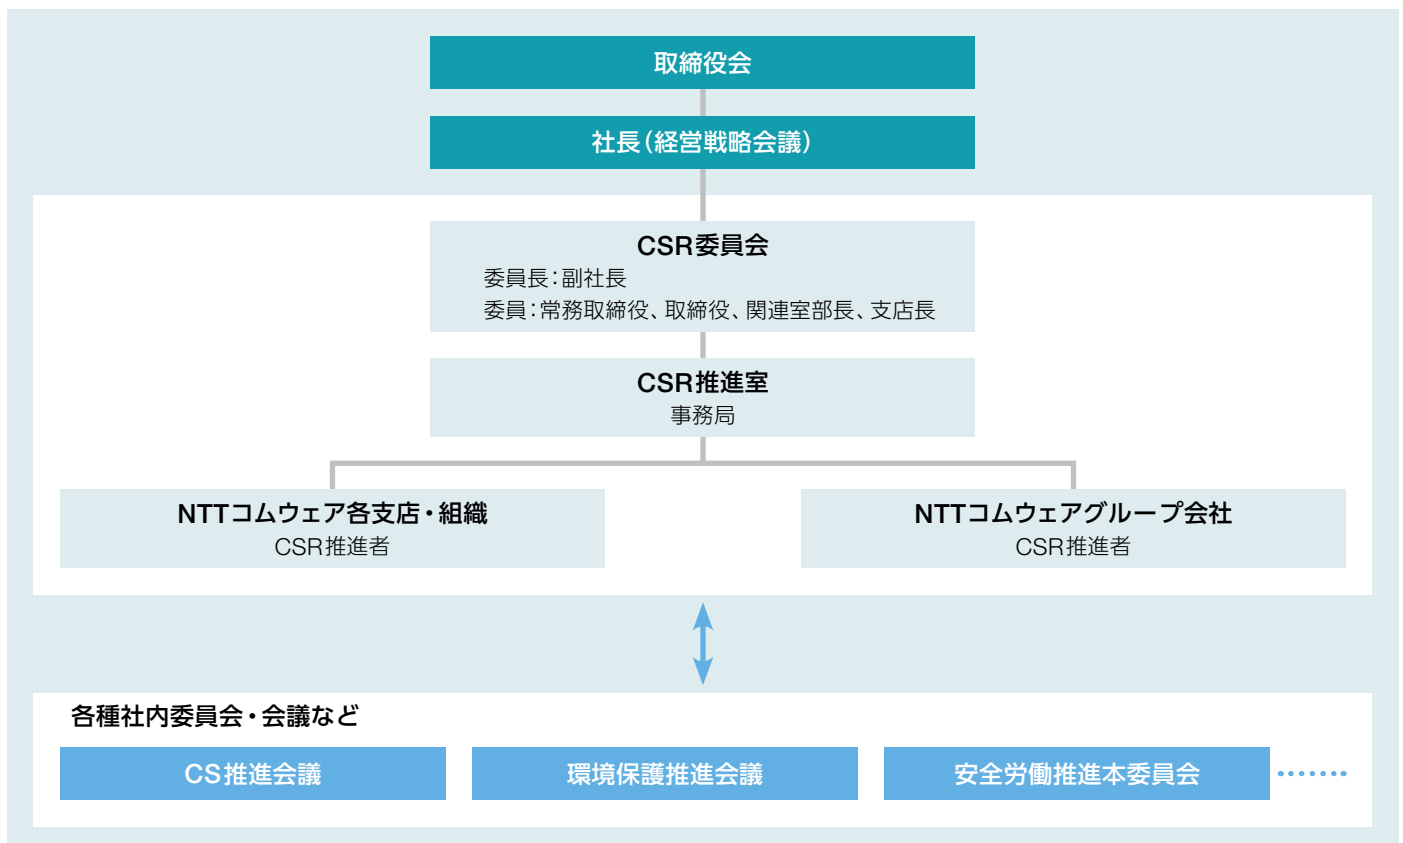 取締役会
社長（経営戦略会議）
CSR委員会
委員長：副社長
委員：常務取締役、取締役、関連室部長、支店長
CSR推進室
事務局
NTTコムウェア各支店・組織
CSR推進者
NTTコムウェアグループ会社
CSR推進者
各種社内委員会・会議など
CS推進会議
環境保護推進会議
安全労働推進本委員会